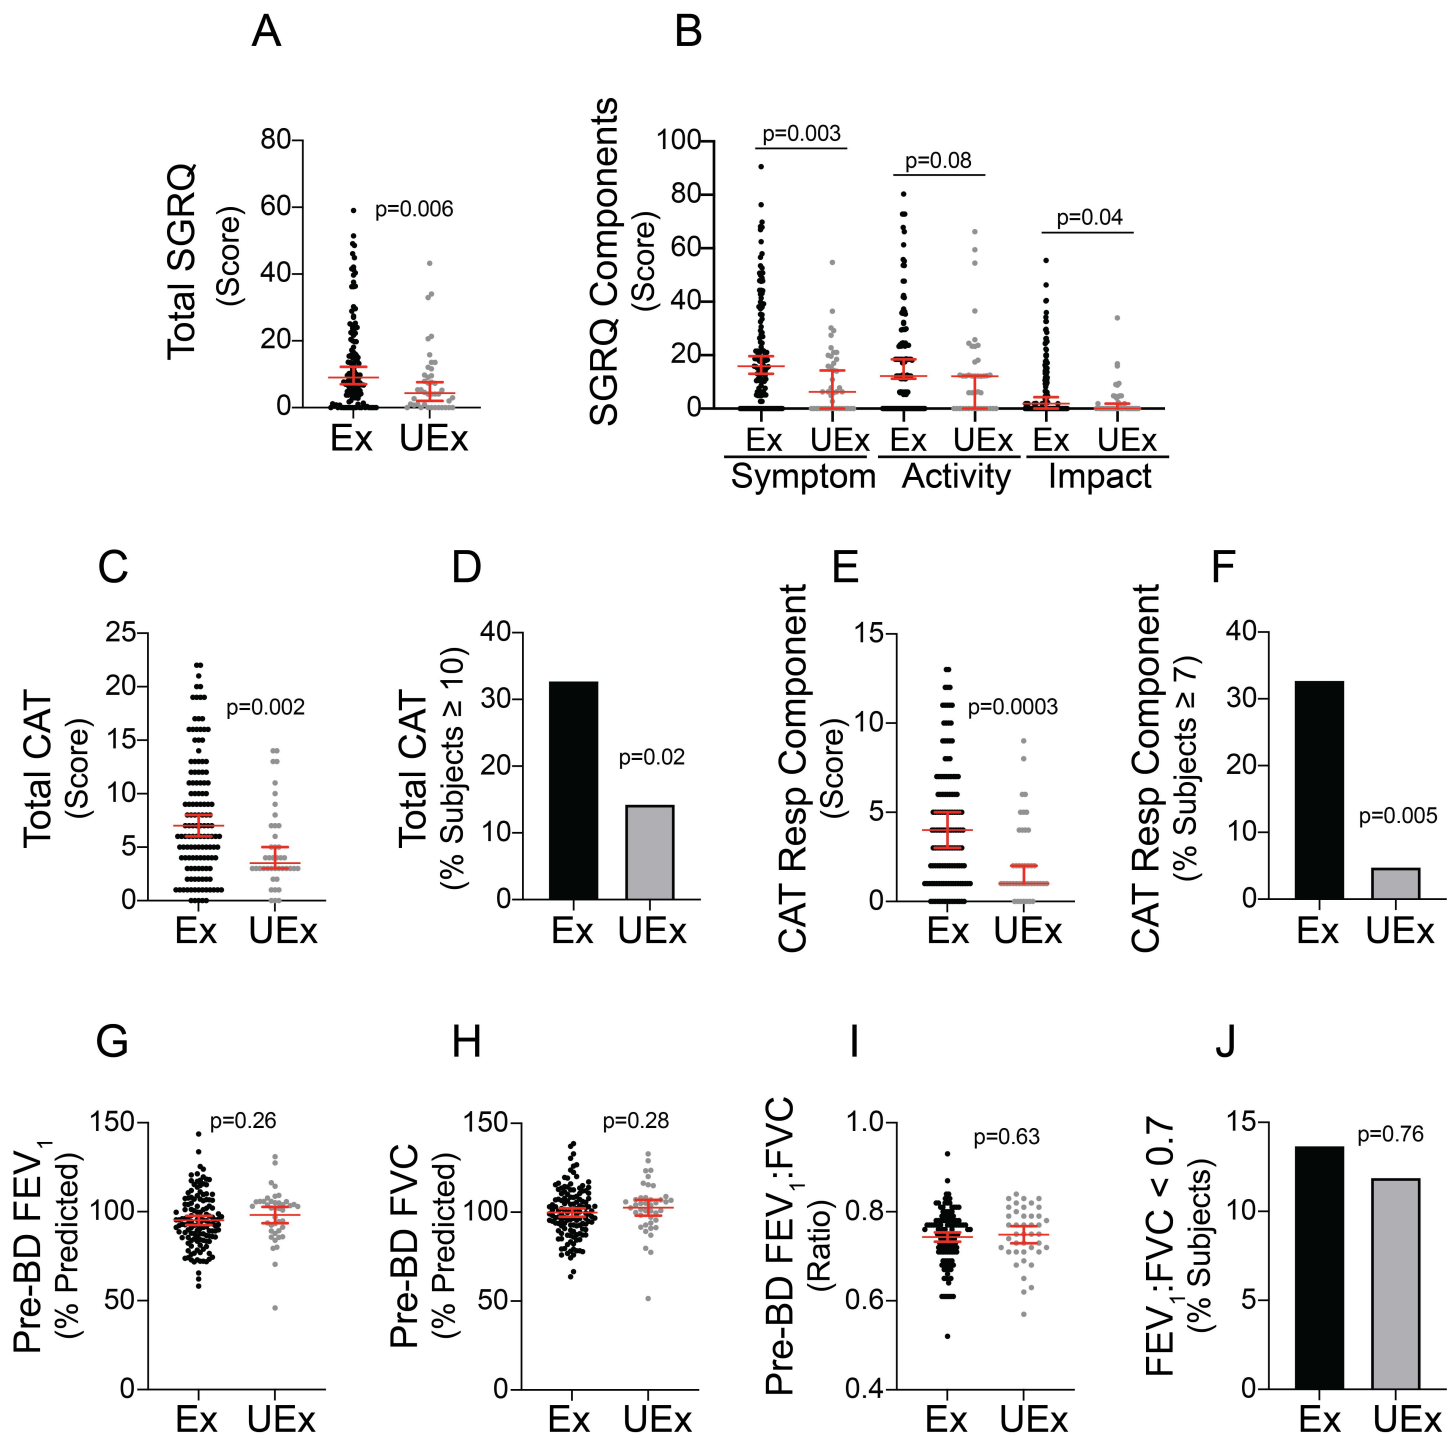 A
Total SGRQ
(Score)
80
60
40
20
0
p=0.006
Ex UEx
B
SGRQ Components
(Score)
100
80
60
40
20
0
p=0.003
p=0.08
p=0.04
Ex UEx Ex UEx Ex UEx
Symptom Activity Impact
C
Total CAT
(Score)
25
20
15
10
5
0
p=0.002
Ex UEx
D
Total CAT
(% Subjects ≥ 10)
40
30
20
10
0
p=0.02
Ex UEx
E
CAT Resp Component
(Score)
15
10
5
0
p=0.0003
Ex UEx
F
CAT Resp Component
(% Subjects ≥ 7)
40
30
20
10
0
p=0.005
Ex UEx
G
Pre-BD FEV₁
(% Predicted)
150
100
50
0
p=0.26
Ex UEx
H
Pre-BD FVC
(% Predicted)
150
100
50
0
p=0.28
Ex UEx
I
Pre-BD FEV₁:FVC
(Ratio)
1.0
0.8
0.6
0.4
p=0.63
Ex UEx
J
FEV₁:FVC < 0.7
(% Subjects)
15
10
5
0
p=0.76
Ex UEx